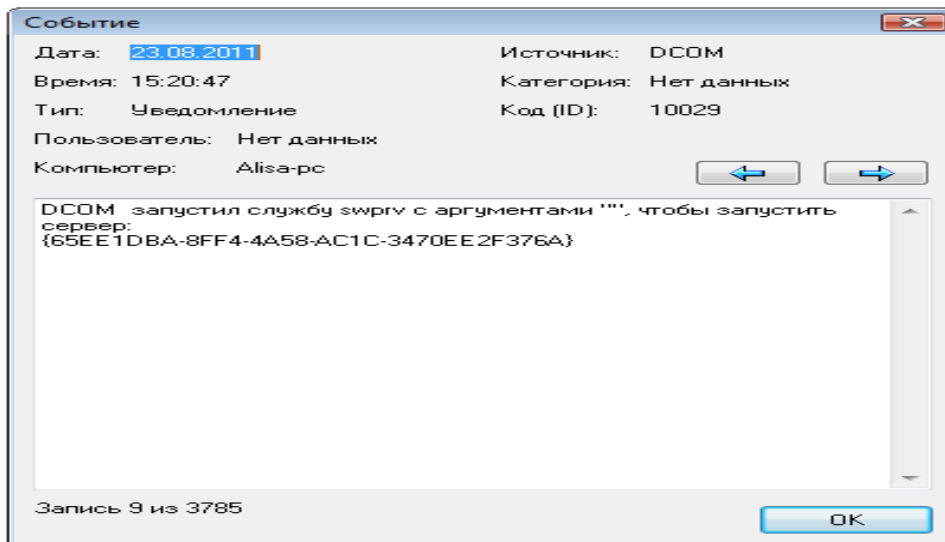 Событие
Дата: 23.08.2011 Источник: DCOM
Время: 15:20:47 Категория: Нет данных
Тип: Уведомление Код (ID): 10029
Пользователь: Нет данных
Компьютер: Alisa-pc
DCOM запустил службу swprv с аргументами "", чтобы запустить
сервер:
{65EE1DBA-8FF4-4A58-AC1C-3470EE2F376A}
Запись 9 из 3785
OK